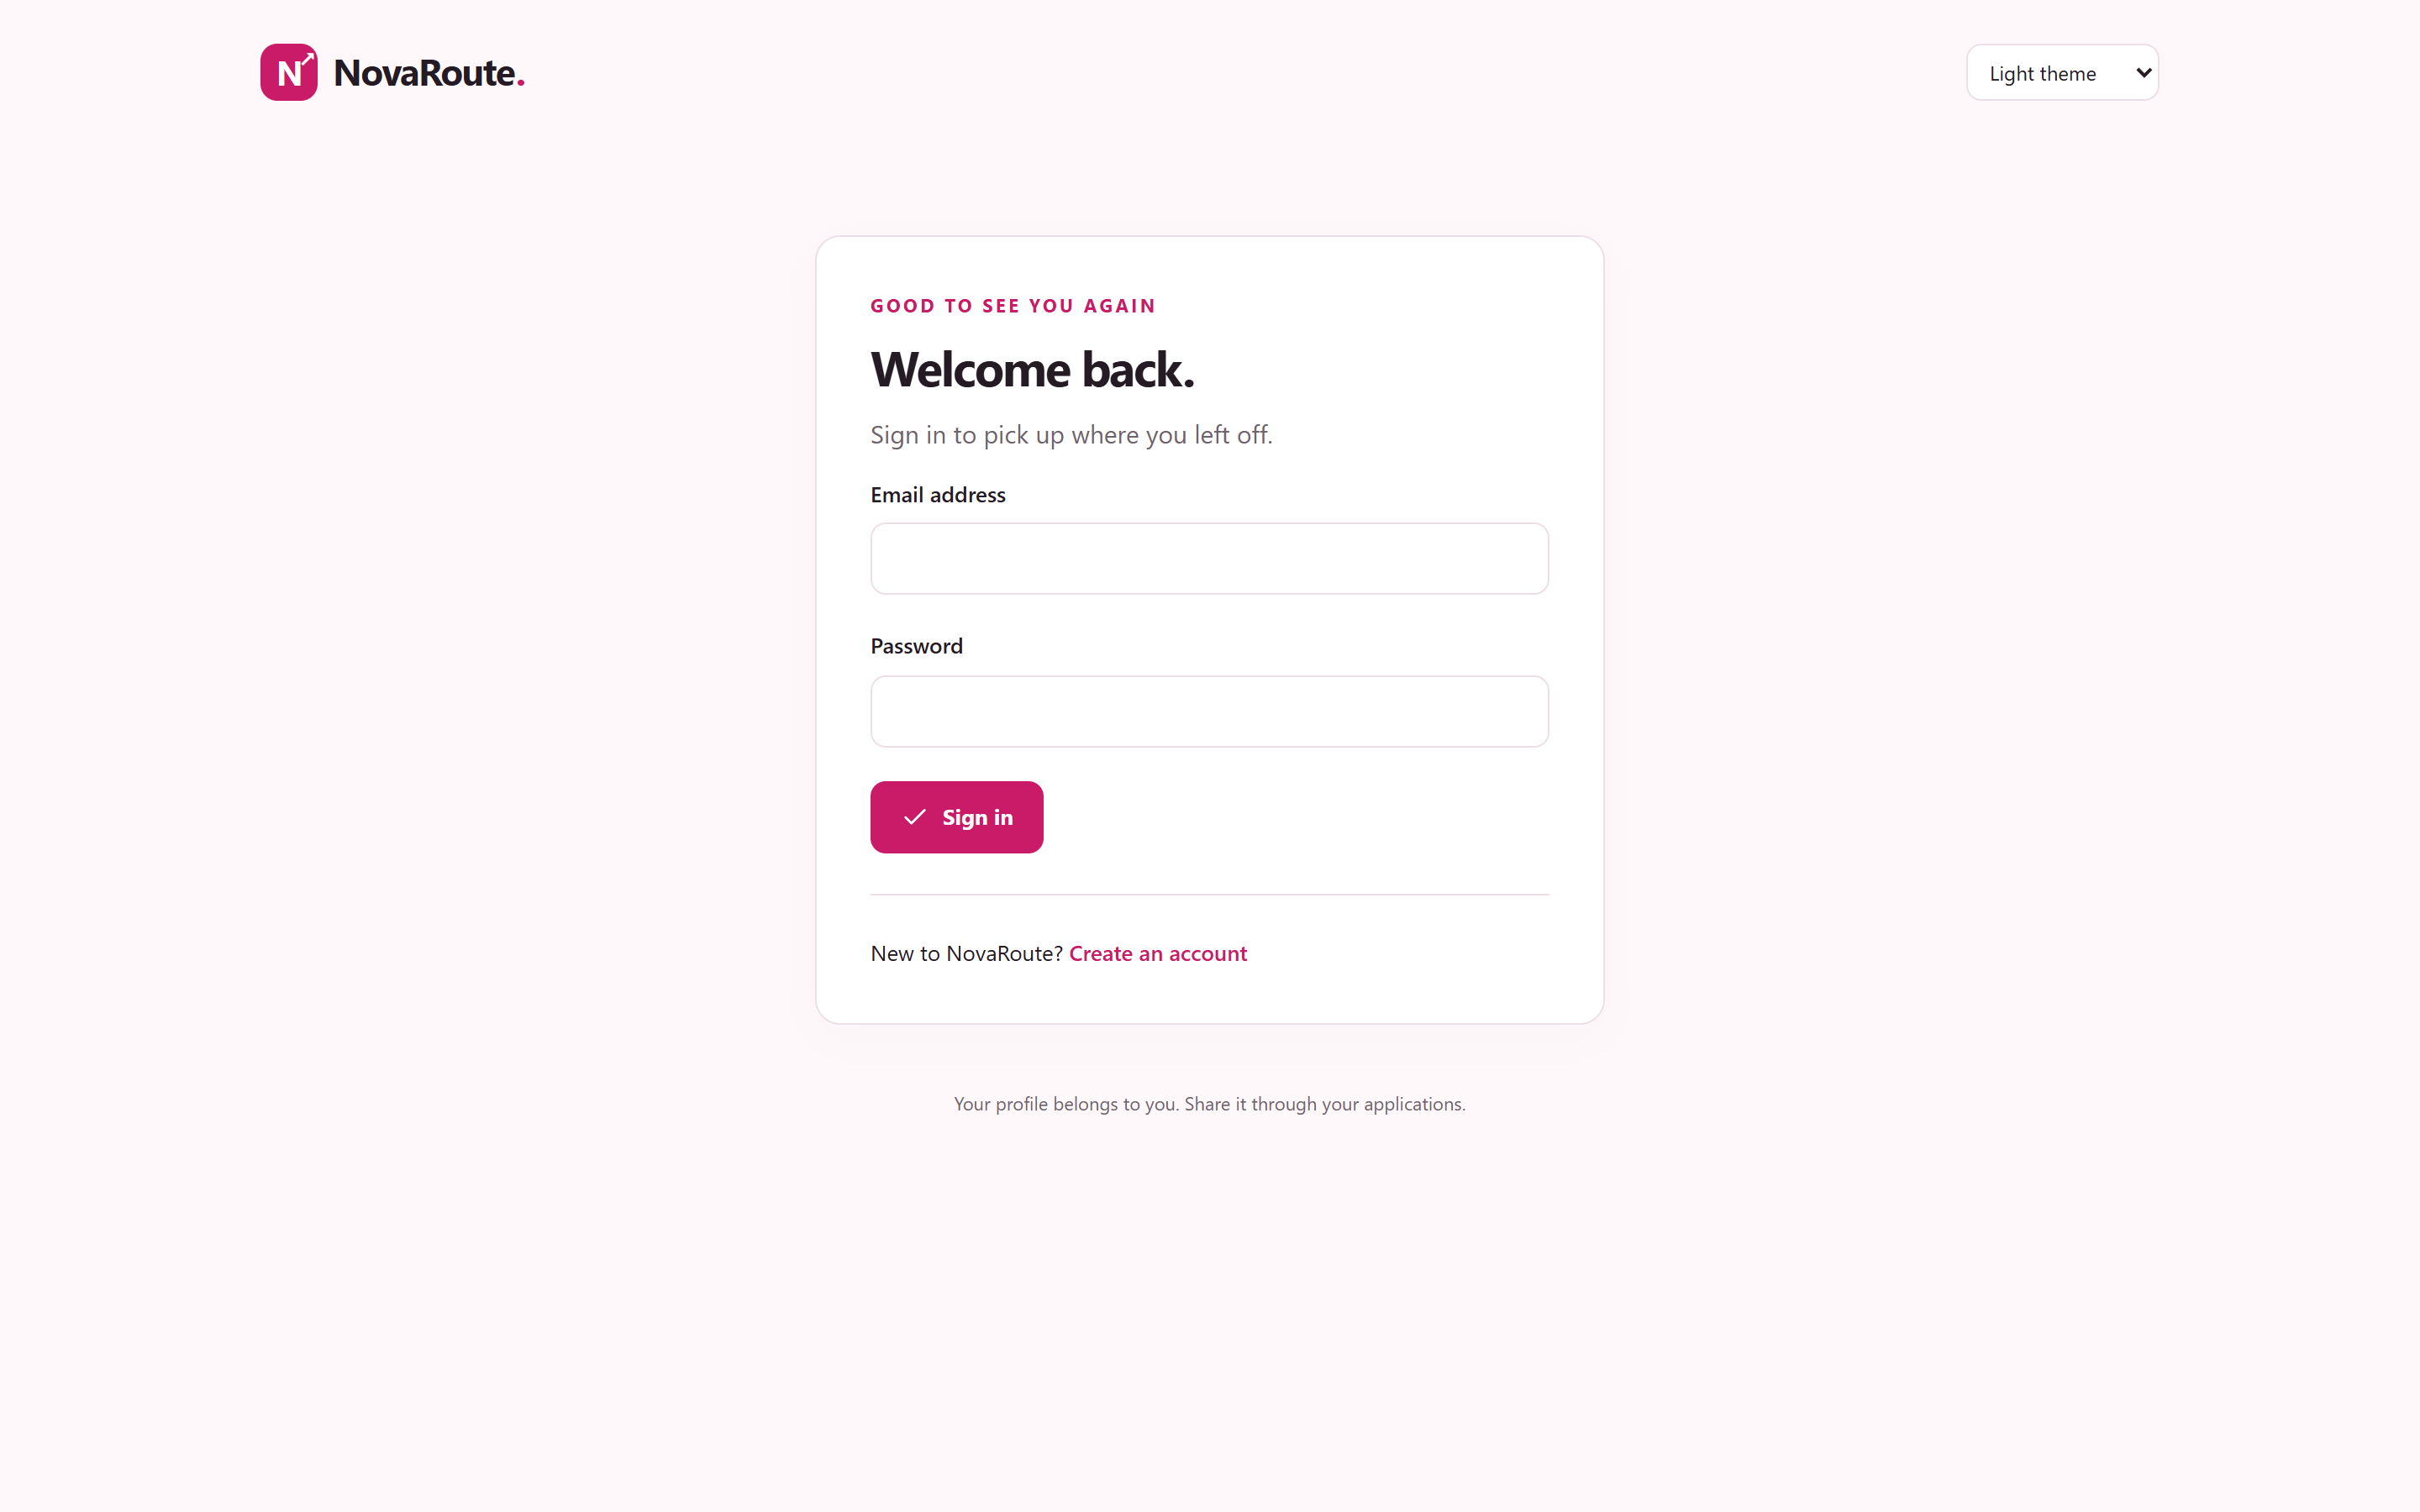 N NovaRoute.
Light theme
GOOD TO SEE YOU AGAIN
Welcome back.
Sign in to pick up where you left off.
Email address
Password
Sign in
New to NovaRoute? Create an account
Your profile belongs to you. Share it through your applications.